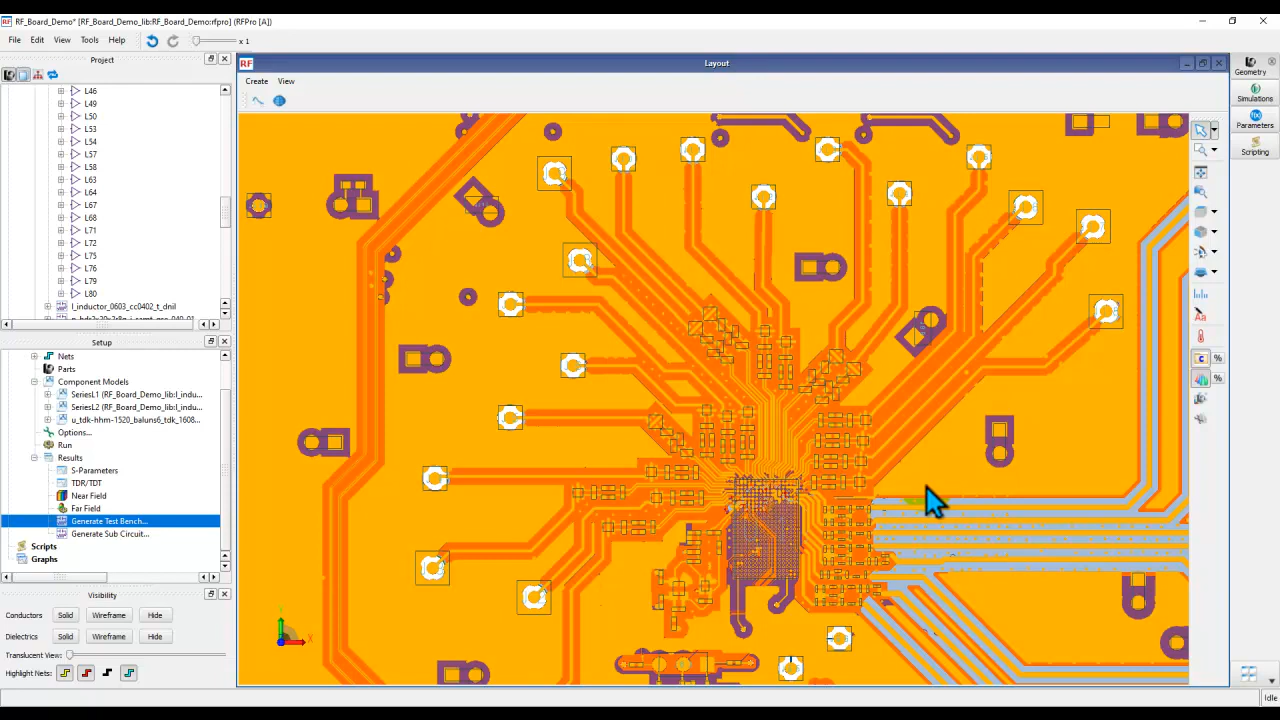 RF_Board_Demo* [RF_Board_Demo_lib:RF_Board_Demo:rfpro] (RFPro [A])
File Edit View Tools Help x 1
Project
L46
L49
L50
L53
L54
L57
L58
L63
L64
L67
L68
L71
L72
L75
L76
L79
L80
l_inductor_0603_cc0402_t_dnil
Setup
Nets
Parts
Component Models
SeriesL1 (RF_Board_Demo_lib:l_indu...
SeriesL2 (RF_Board_Demo_lib:l_indu...
u_tdk-hhm-1520_baluns6_tdk_1608...
Options...
Run
Results
S-Parameters
TDR/TDT
Near Field
Far Field
Generate Test Bench...
Generate Sub Circuit...
Scripts
Graphs
Visibility
Conductors Solid Wireframe Hide
Dielectrics Solid Wireframe Hide
Translucent View:
Highlight Nets:
RF Layout
Create View
X
Geometry
Simulations
Parameters
Scripting
Idle